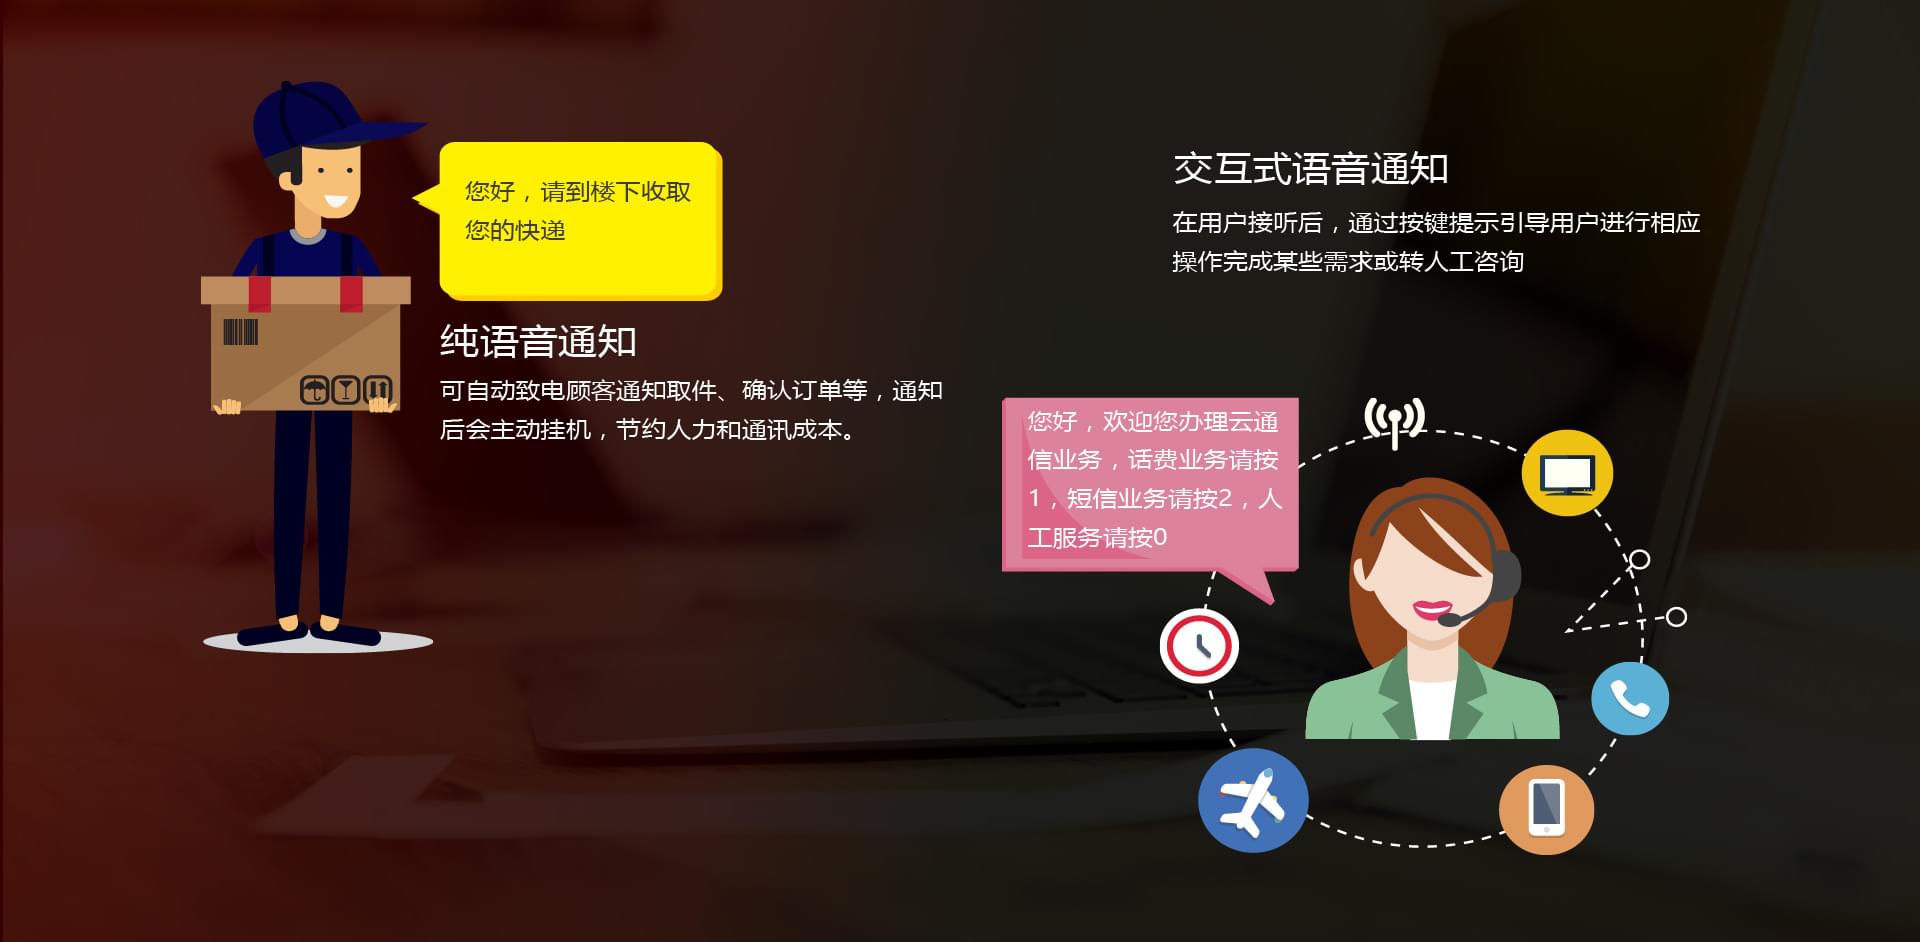 您好，请到楼下收取
您的快递
纯语音通知
可自动致电顾客通知取件、确认订单等，通知
后会主动挂机，节约人力和通讯成本。
交互式语音通知
在用户接听后，通过按键提示引导用户进行相应
操作完成某些需求或转人工咨询
您好，欢迎您办理云通
信业务，话费业务请按
1，短信业务请按2，人
工服务请按0